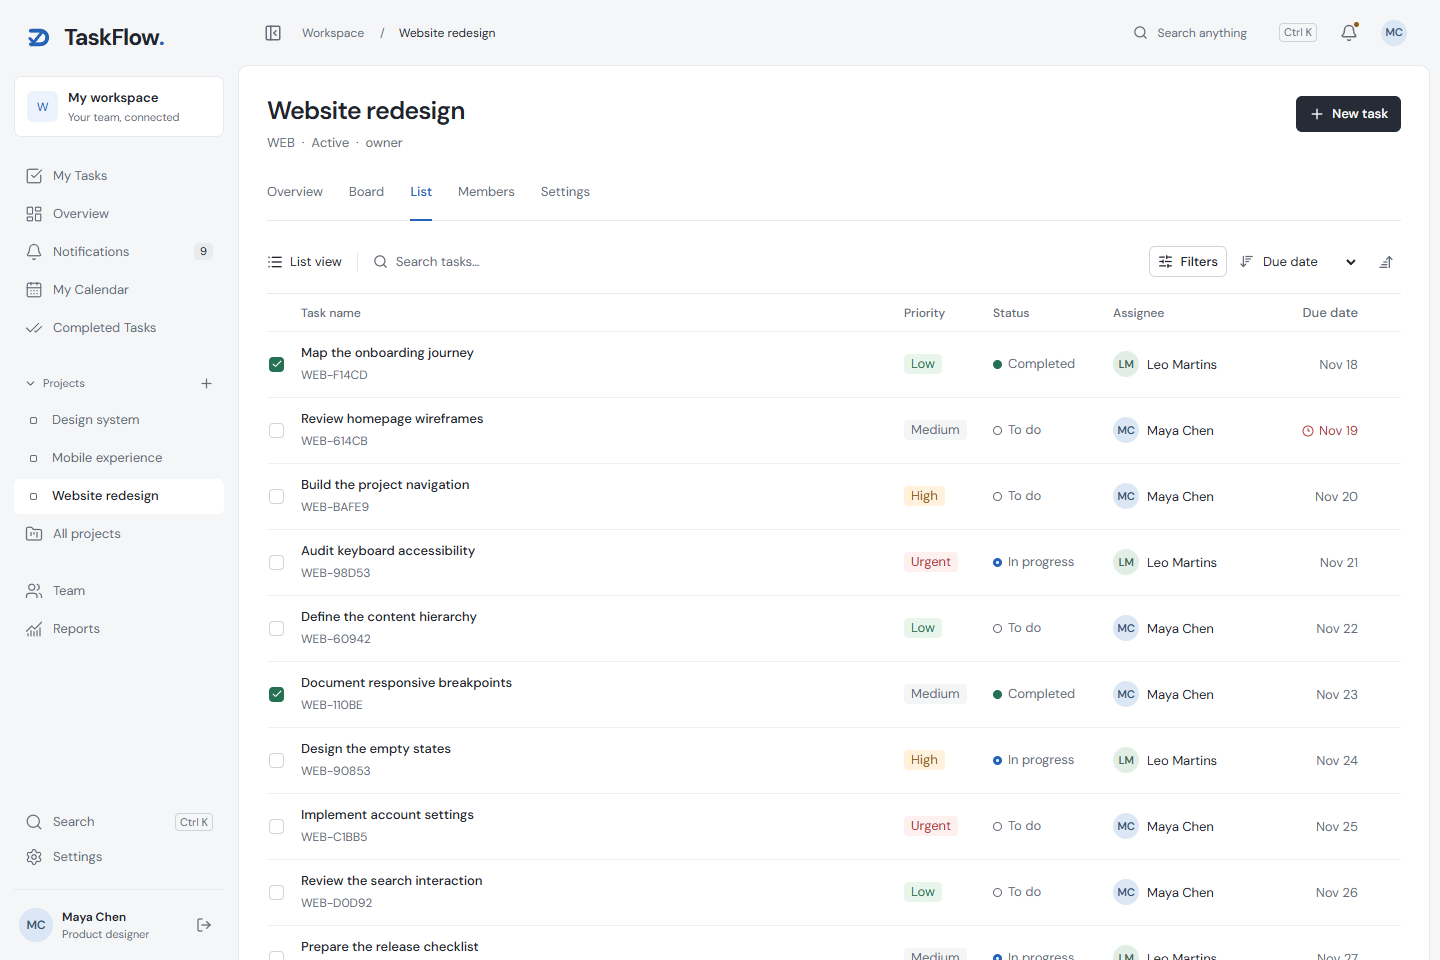 TaskFlow.
W
My workspace
Your team, connected
My Tasks
Overview
Notifications 9
My Calendar
Completed Tasks
Projects
Design system
Mobile experience
Website redesign
All projects
Team
Reports
Search Ctrl K
Settings
MC
Maya Chen
Product designer
Workspace / Website redesign
Search anything Ctrl K
MC
Website redesign
WEB · Active · owner
New task
Overview Board List Members Settings
List view Search tasks... Filters Due date
Task name Priority Status Assignee Due date
Map the onboarding journey
WEB-F14CD
Low Completed LM Leo Martins Nov 18
Review homepage wireframes
WEB-614CB
Medium To do MC Maya Chen Nov 19
Build the project navigation
WEB-BAFE9
High To do MC Maya Chen Nov 20
Audit keyboard accessibility
WEB-98D53
Urgent In progress LM Leo Martins Nov 21
Define the content hierarchy
WEB-60942
Low To do MC Maya Chen Nov 22
Document responsive breakpoints
WEB-110BE
Medium Completed MC Maya Chen Nov 23
Design the empty states
WEB-90853
High In progress LM Leo Martins Nov 24
Implement account settings
WEB-C1BB5
Urgent To do MC Maya Chen Nov 25
Review the search interaction
WEB-D0D92
Low To do MC Maya Chen Nov 26
Prepare the release checklist
Medium In progress LM Leo Martins Nov 27